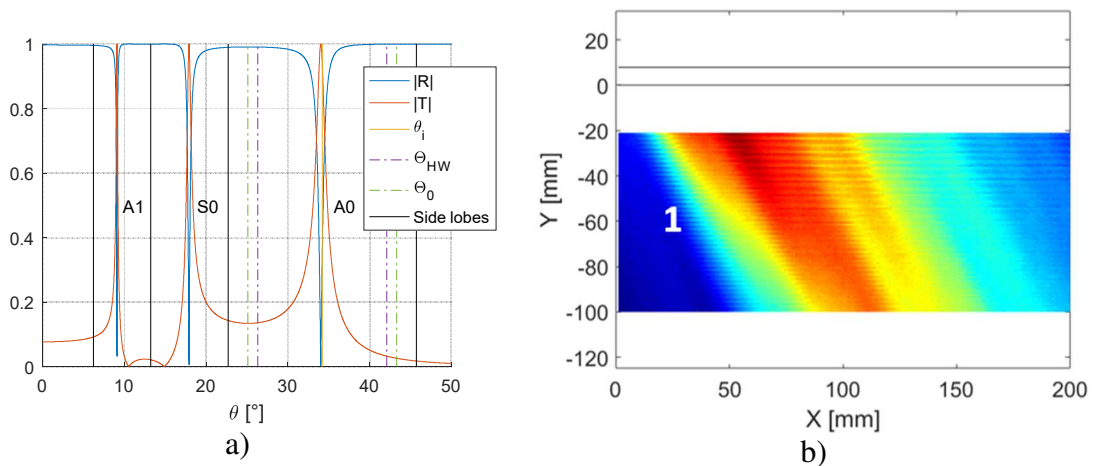 1
0.8
0.6
0.4
0.2
0
0
10
20
30
40
50
θ [°]
A1
S0
A0
|R|
|T|
θi
ΘHW
Θ0
Side lobes
a)
20
0
-20
-40
-60
-80
-100
-120
Y [mm]
1
0
50
100
150
200
X [mm]
b)